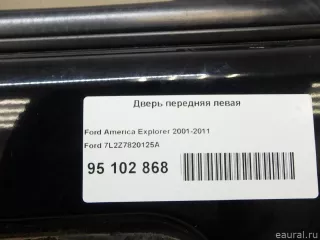 Дверь передняя левая
Ford America Explorer 2001-2011
Ford 7L2Z7820125A
95 102 868
eaural.ru